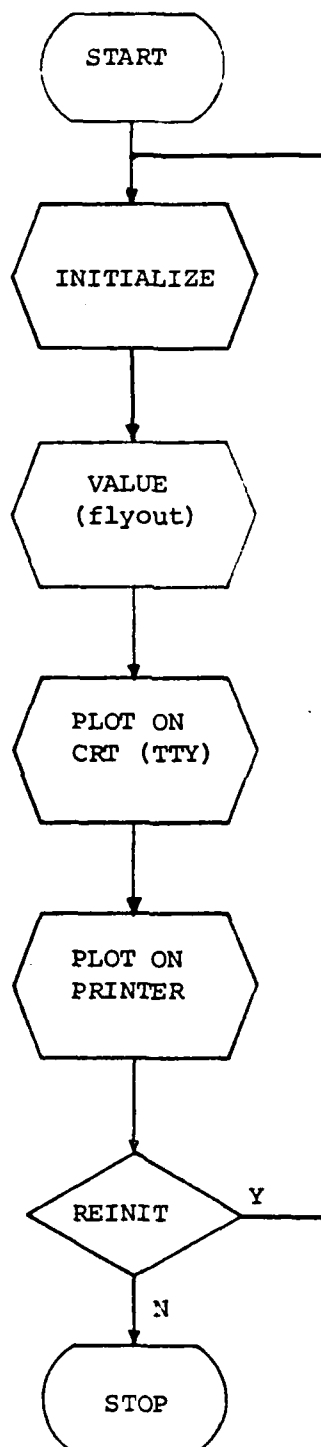 START
INITIALIZE
VALUE
(flyout)
PLOT ON
CRT (TTY)
PLOT ON
PRINTER
REINIT
Y
N
STOP